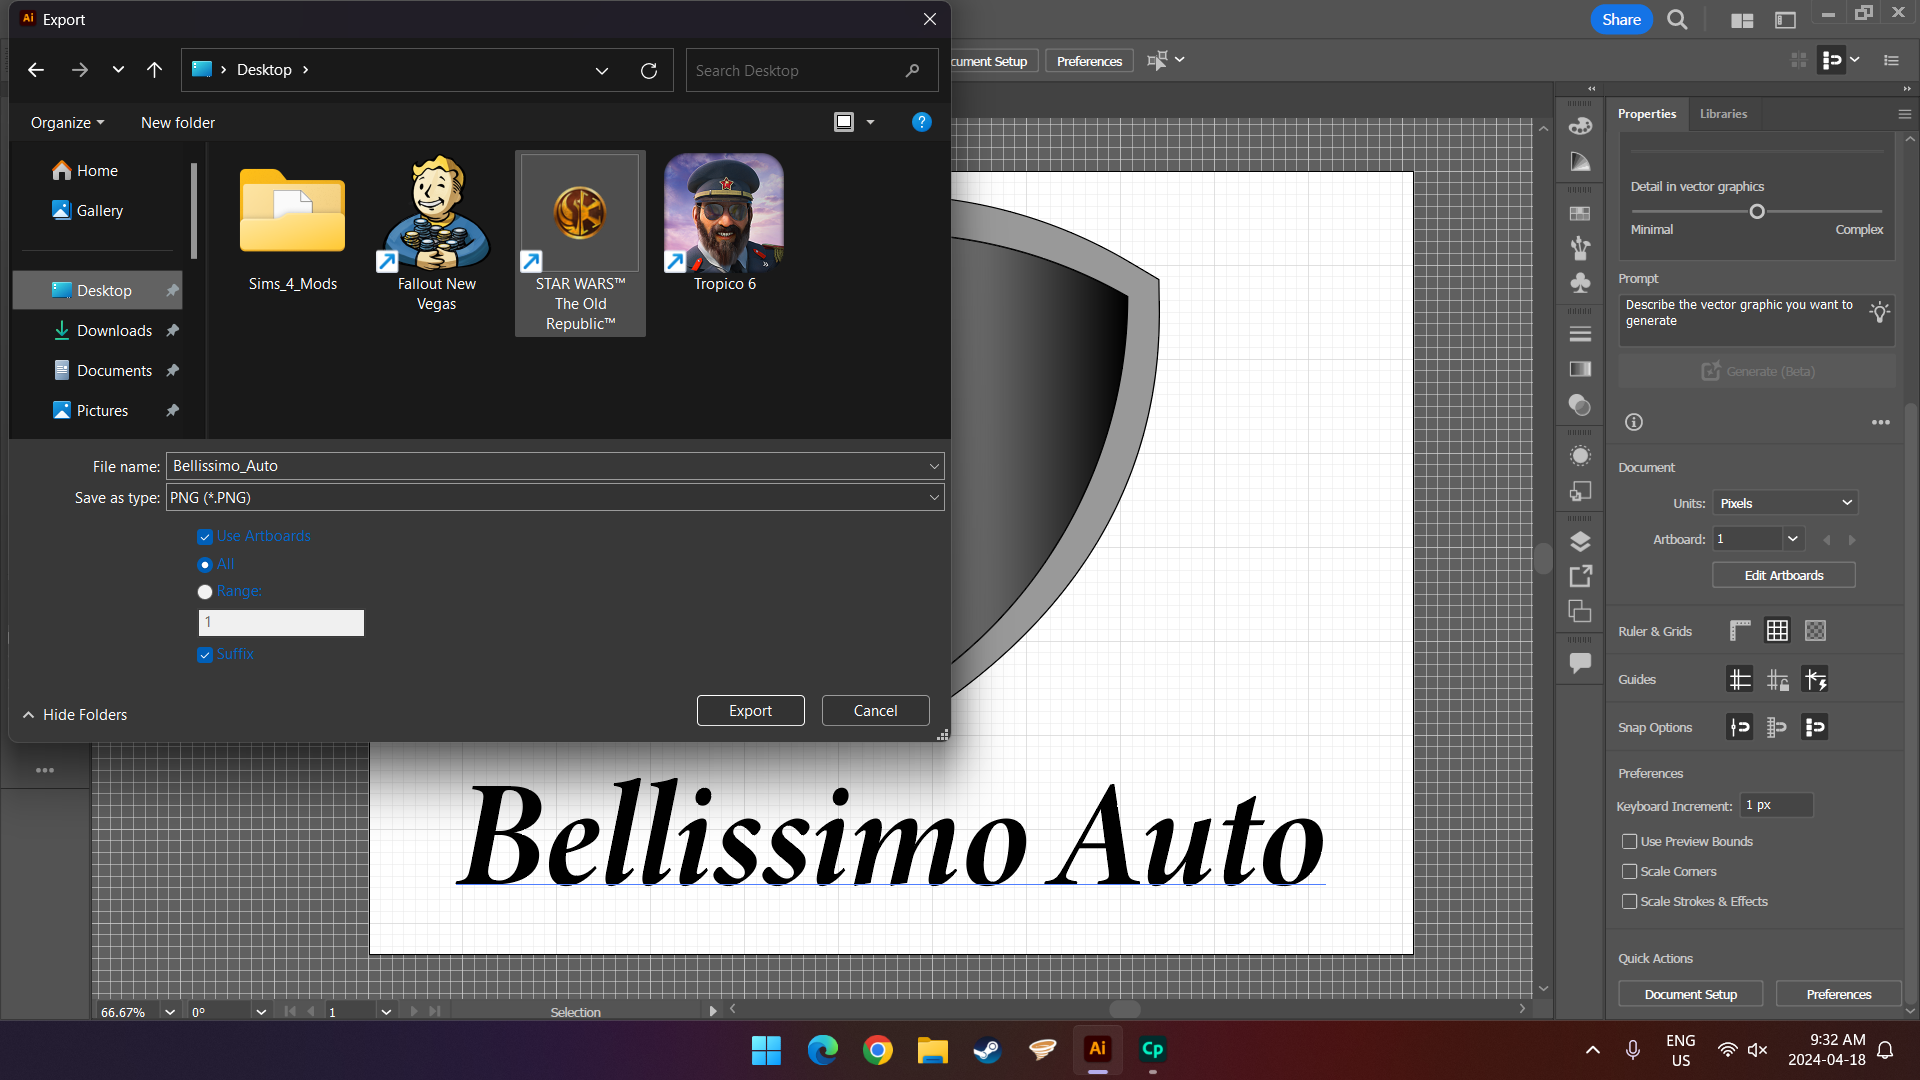 Ai Export
Share
Desktop
Search Desktop
cument Setup
Preferences
Organize
New folder
?
Properties
Libraries
Home
Gallery
Desktop
Downloads
Documents
Pictures
Sims_4_Mods
Fallout New
Vegas
STAR WARS™
The Old
Republic™
Tropico 6
Detail in vector graphics
Minimal
Complex
Prompt
Describe the vector graphic you want to
generate
Generate (Beta)
File name: Bellissimo_Auto
Save as type: PNG (*.PNG)
Use Artboards
All
Range:
1
Suffix
Hide Folders
Export
Cancel
Document
Units: Pixels
Artboard: 1
Edit Artboards
Ruler & Grids
Guides
Snap Options
Preferences
Keyboard Increment: 1 px
Use Preview Bounds
Scale Corners
Scale Strokes & Effects
Quick Actions
Document Setup
Preferences
Bellissimo Auto
66.67%
0°
1
Selection
Ai
Cp
ENG
US
9:32 AM
2024-04-18